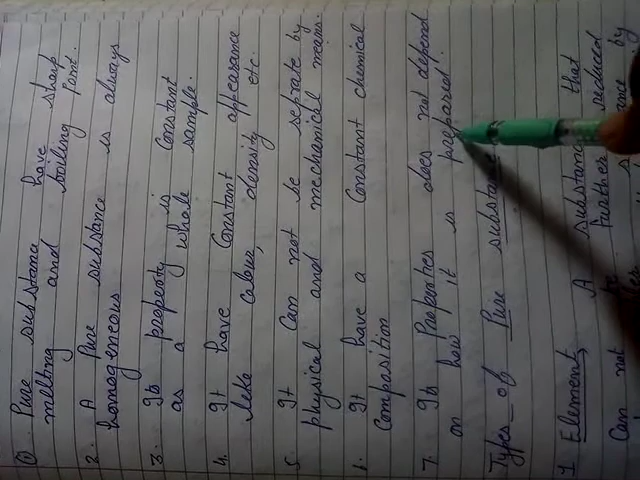 ① Pure substance have sharp
melting and boiling point.
2. A Pure substance is always
homogeneous
3. Its property is Constant
as a whole sample.
4. It have Constant appearance
like colour, density etc.
5. It Can not be seprate by
physical and mechanical means.
6. It have a Constant chemical
Composition
7. Its Properties does not depend
on how it is prepared.
Types of Pure substance
1 Element, A substance that
Can not be further reduced
by